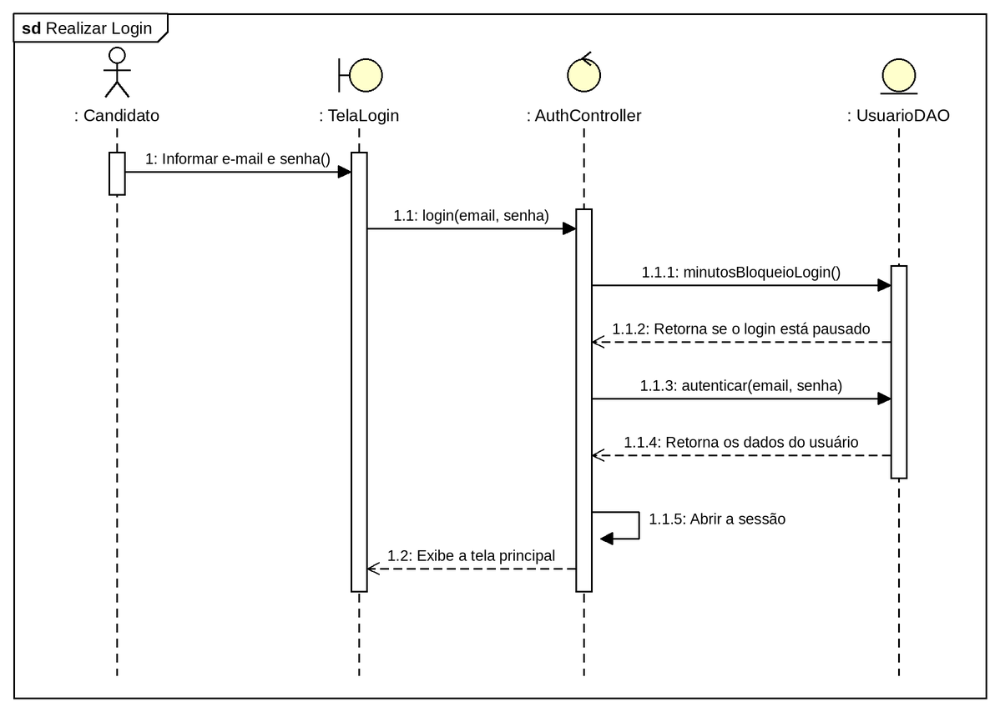 sd Realizar Login
: Candidato
: TelaLogin
: AuthController
: UsuarioDAO
1: Informar e-mail e senha()
1.1: login(email, senha)
1.1.1: minutosBloqueioLogin()
1.1.2: Retorna se o login está pausado
1.1.3: autenticar(email, senha)
1.1.4: Retorna os dados do usuário
1.1.5: Abrir a sessão
1.2: Exibe a tela principal